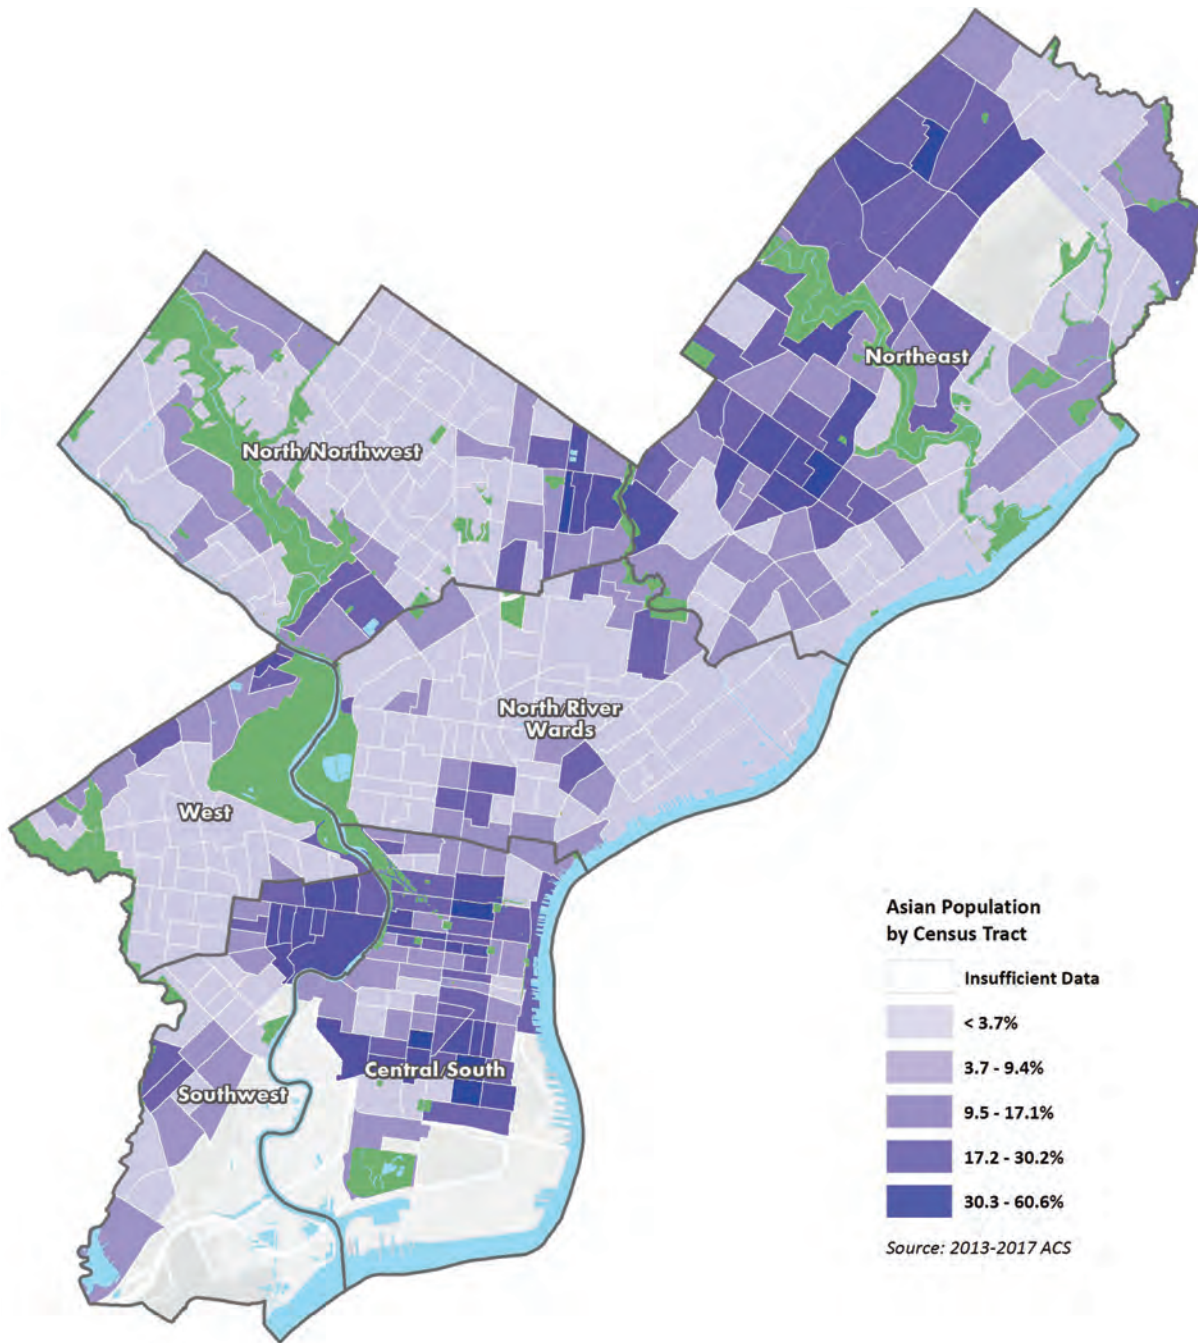 Northeast
North/Northwest
North/River
Wards
West
Central/South
Southwest
Asian Population
by Census Tract
Insufficient Data
< 3.7%
3.7 - 9.4%
9.5 - 17.1%
17.2 - 30.2%
30.3 - 60.6%
Source: 2013-2017 ACS